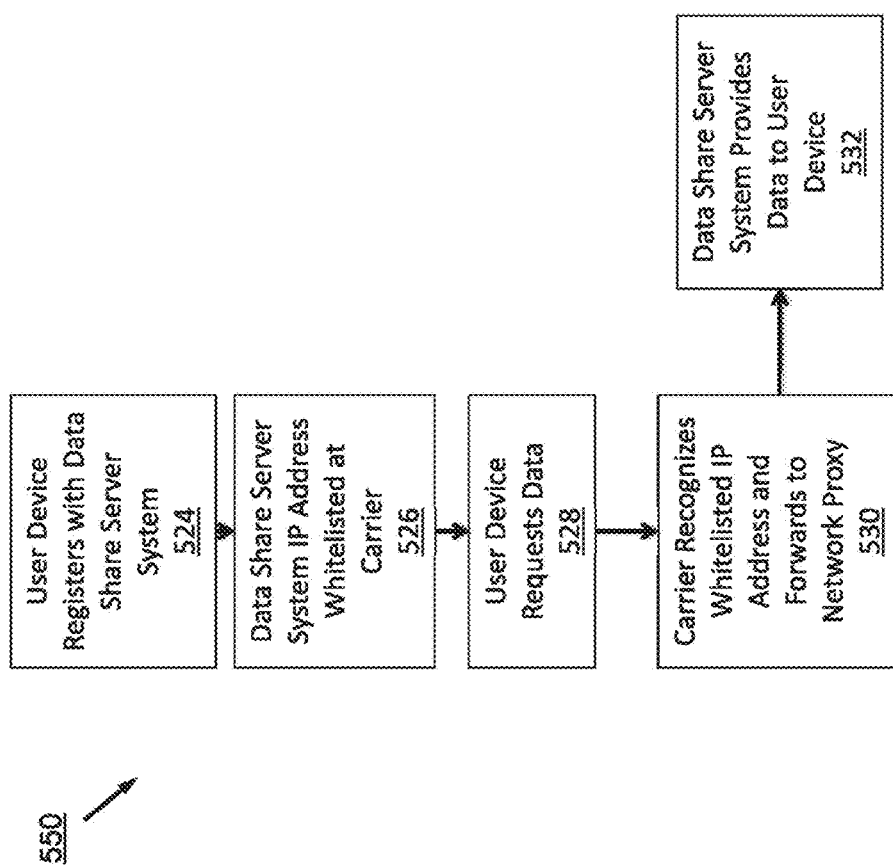 550
User Device
Registers with Data
Share Server
System
524
Data Share Server
System IP Address
Whitelisted at
Carrier
526
User Device
Requests Data
528
Carrier Recognizes
Whitelisted IP
Address and
Forwards to
Network Proxy
530
Data Share Server
System Provides
Data to User
Device
532